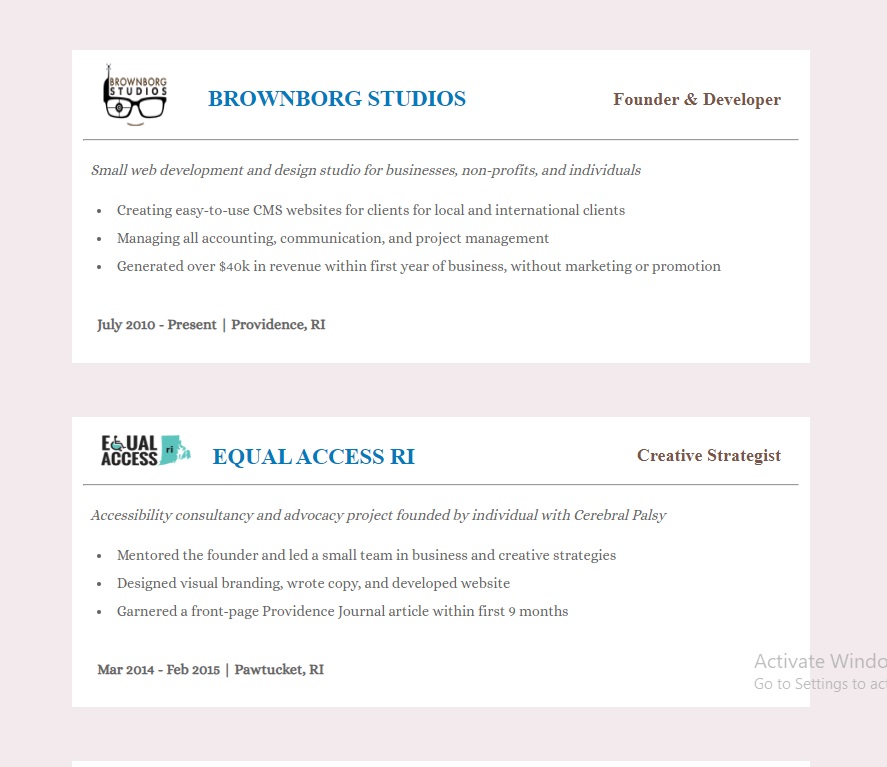 BROWNBORG
STUDIOS
BROWNBORG STUDIOS
Founder & Developer
Small web development and design studio for businesses, non-profits, and individuals
Creating easy-to-use CMS websites for clients for local and international clients
Managing all accounting, communication, and project management
Generated over $40k in revenue within first year of business, without marketing or promotion
July 2010 - Present | Providence, RI
EQUAL
ACCESS
ri
EQUAL ACCESS RI
Creative Strategist
Accessibility consultancy and advocacy project founded by individual with Cerebral Palsy
Mentored the founder and led a small team in business and creative strategies
Designed visual branding, wrote copy, and developed website
Garnered a front-page Providence Journal article within first 9 months
Mar 2014 - Feb 2015 | Pawtucket, RI
Activate Windo
Go to Settings to act